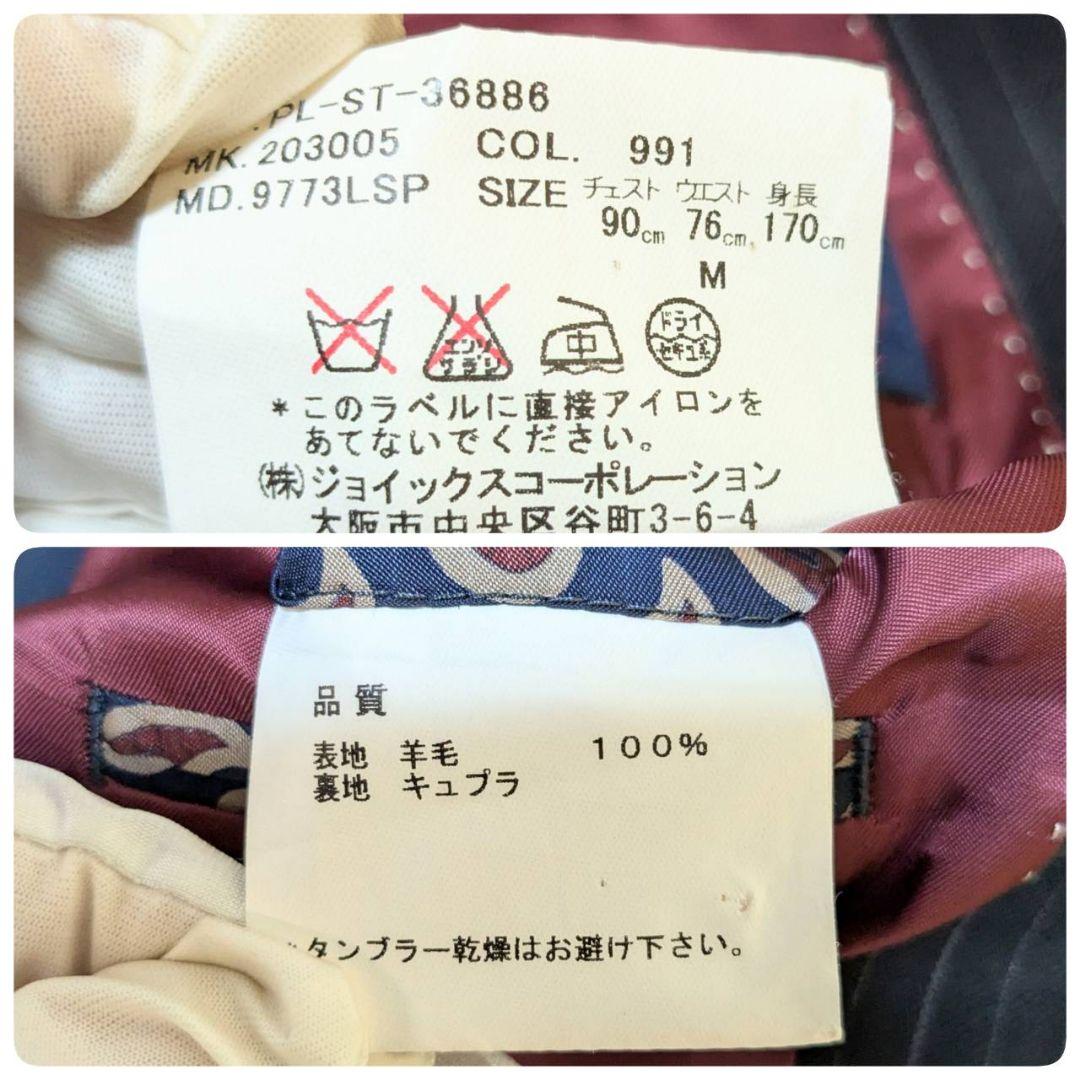 .PL-ST-36886
MK.203005 COL. 991
MD.9773LSP SIZE チェスト ウエスト 身長
90cm 76cm 170cm
M
エンソ サラシ 中 ドライ セキユ系
*このラベルに直接アイロンを
あてないでください。
㈱ジョイックスコーポレーション
大阪市中央区谷町3-6-4
品質
表地 羊毛 100%
裏地 キュプラ
*タンブラー乾燥はお避け下さい。